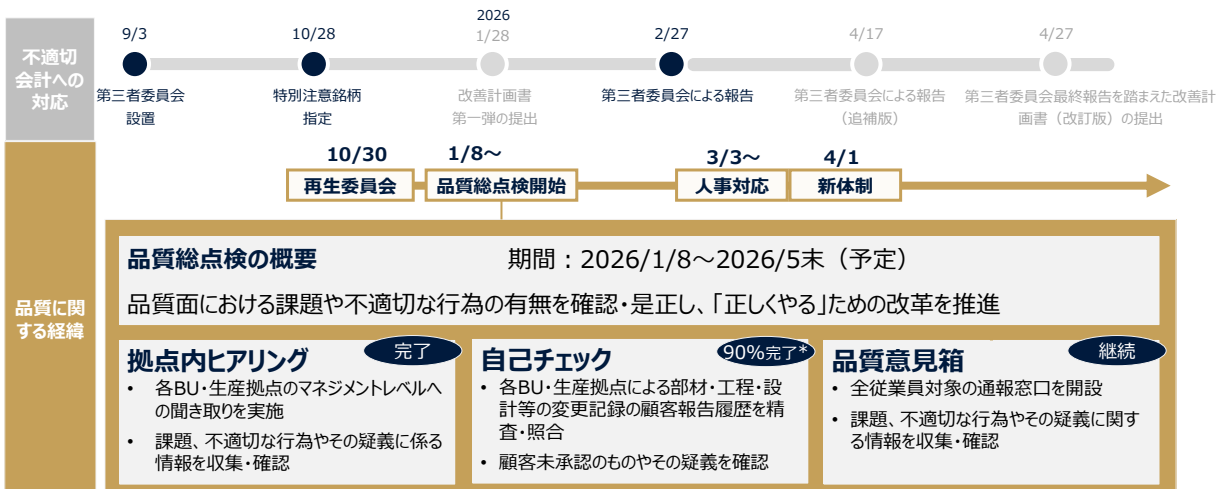 不適切
会計への
対応
9/3
第三者委員会
設置
10/28
特別注意銘柄
指定
2026
1/28
改善計画書
第一弾の提出
2/27
第三者委員会による報告
4/17
第三者委員会による報告
（追補版）
4/27
第三者委員会最終報告を踏まえた改善計
画書（改訂版）の提出
品質に関
する経緯
10/30
再生委員会
1/8～
品質総点検開始
3/3～
人事対応
4/1
新体制
品質総点検の概要 期間：2026/1/8～2026/5末（予定）
品質面における課題や不適切な行為の有無を確認・是正し、「正しくやる」ための改革を推進
拠点内ヒアリング 完了
• 各BU・生産拠点のマネジメントレベルへ
の聞き取りを実施
• 課題、不適切な行為やその疑義に係る
情報を収集・確認
自己チェック 90%完了*
• 各BU・生産拠点による部材・工程・設
計等の変更記録の顧客報告履歴を精
査・照合
• 顧客未承認のものやその疑義を確認
品質意見箱 継続
• 全従業員対象の通報窓口を開設
• 課題、不適切な行為やその疑義に関す
る情報を収集・確認